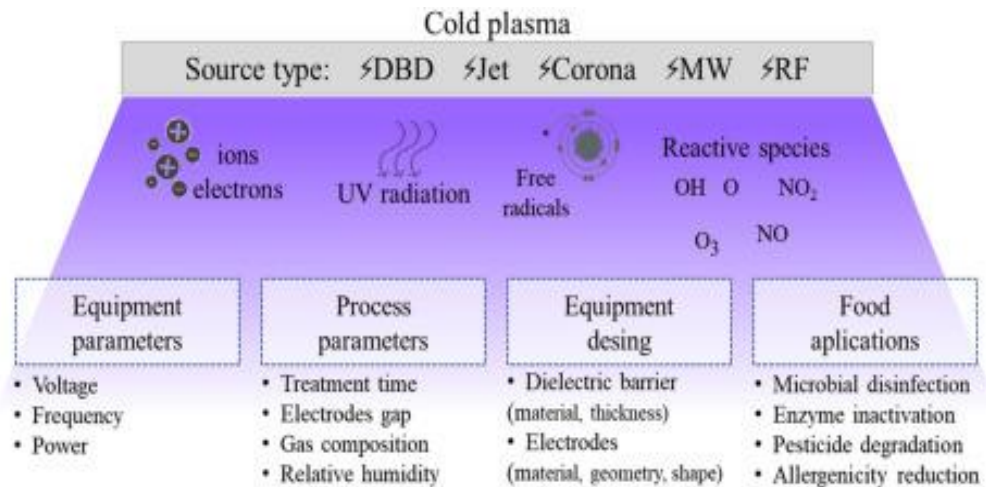 Cold plasma
Source type: ⚡DBD ⚡Jet ⚡Corona ⚡MW ⚡RF
ions
electrons
UV radiation
Free
radicals
Reactive species
OH O NO₂
O₃ NO
Equipment
parameters
• Voltage
• Frequency
• Power
Process
parameters
• Treatment time
• Electrodes gap
• Gas composition
• Relative humidity
Equipment
desing
• Dielectric barrier
(material, thickness)
• Electrodes
(material, geometry, shape)
Food
aplications
• Microbial disinfection
• Enzyme inactivation
• Pesticide degradation
• Allergenicity reduction